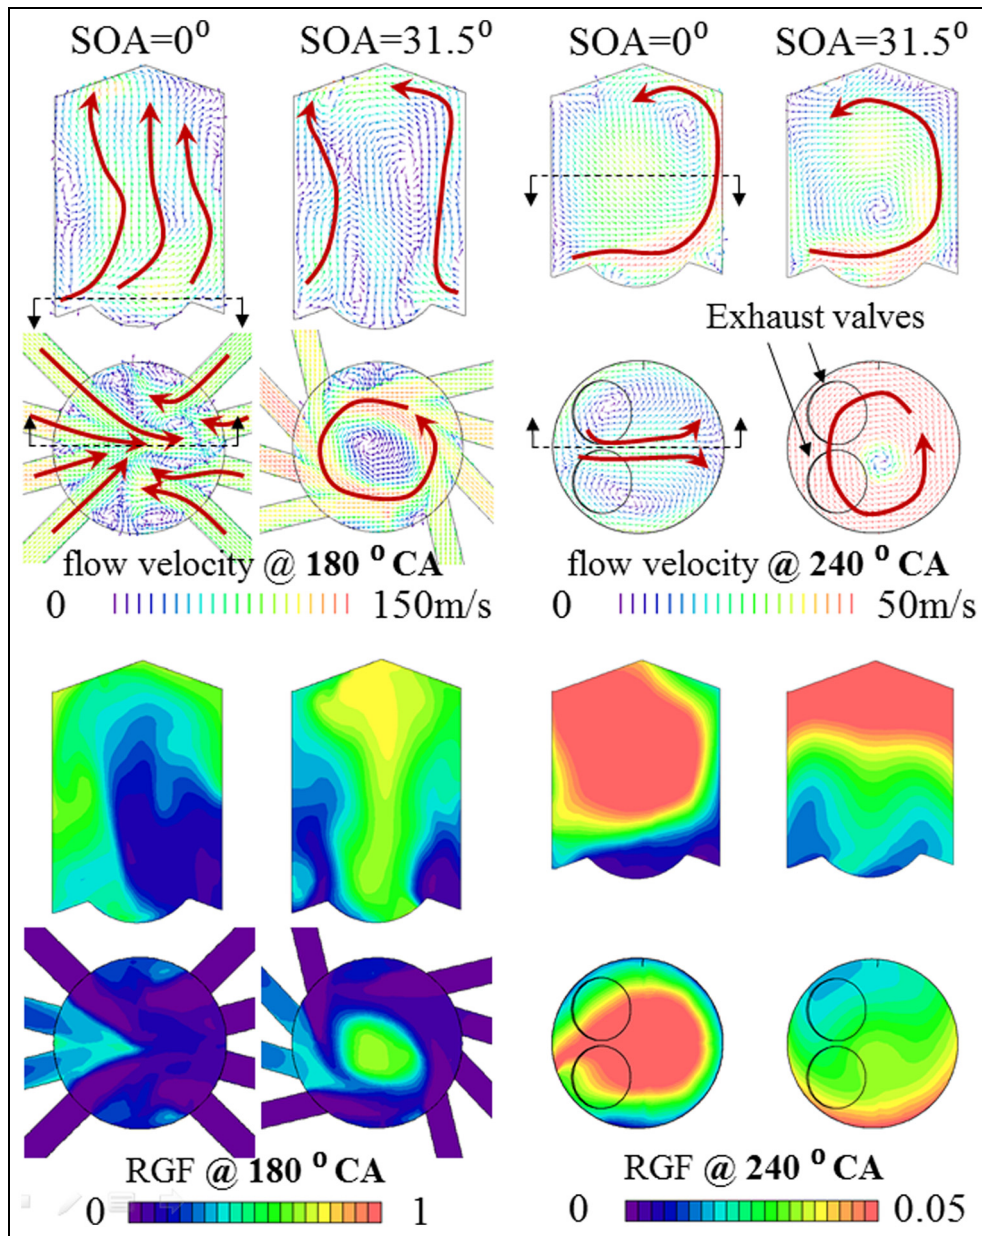 SOA=0⁰ SOA=31.5⁰ SOA=0⁰ SOA=31.5⁰
Exhaust valves
flow velocity @ 180 ⁰ CA flow velocity @ 240 ⁰ CA
0 150m/s 0 50m/s
RGF @ 180 ⁰ CA RGF @ 240 ⁰ CA
0 1 0 0.05